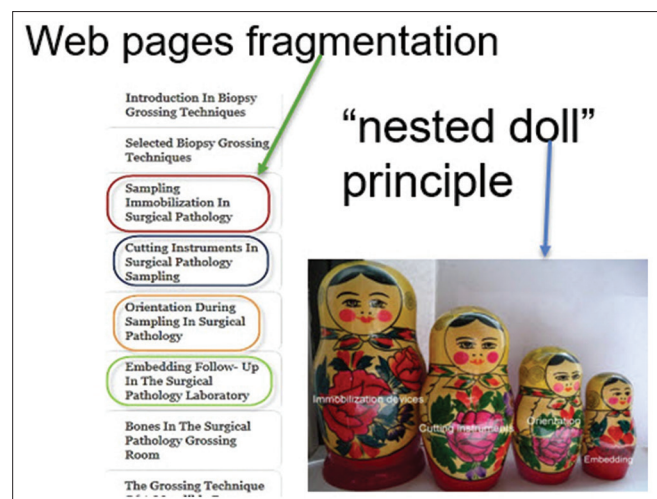 Web pages fragmentation
Introduction In Biopsy
Grossing Techniques
Selected Biopsy Grossing
Techniques
Sampling
Immobilization In
Surgical Pathology
Cutting Instruments In
Surgical Pathology
Sampling
Orientation During
Sampling In Surgical
Pathology
Embedding Follow- Up
In The Surgical
Pathology Laboratory
Bones In The Surgical
Pathology Grossing
Room
The Grossing Technique
“nested doll”
principle
Immobilization devices
Cutting instruments
Orientation
Embedding